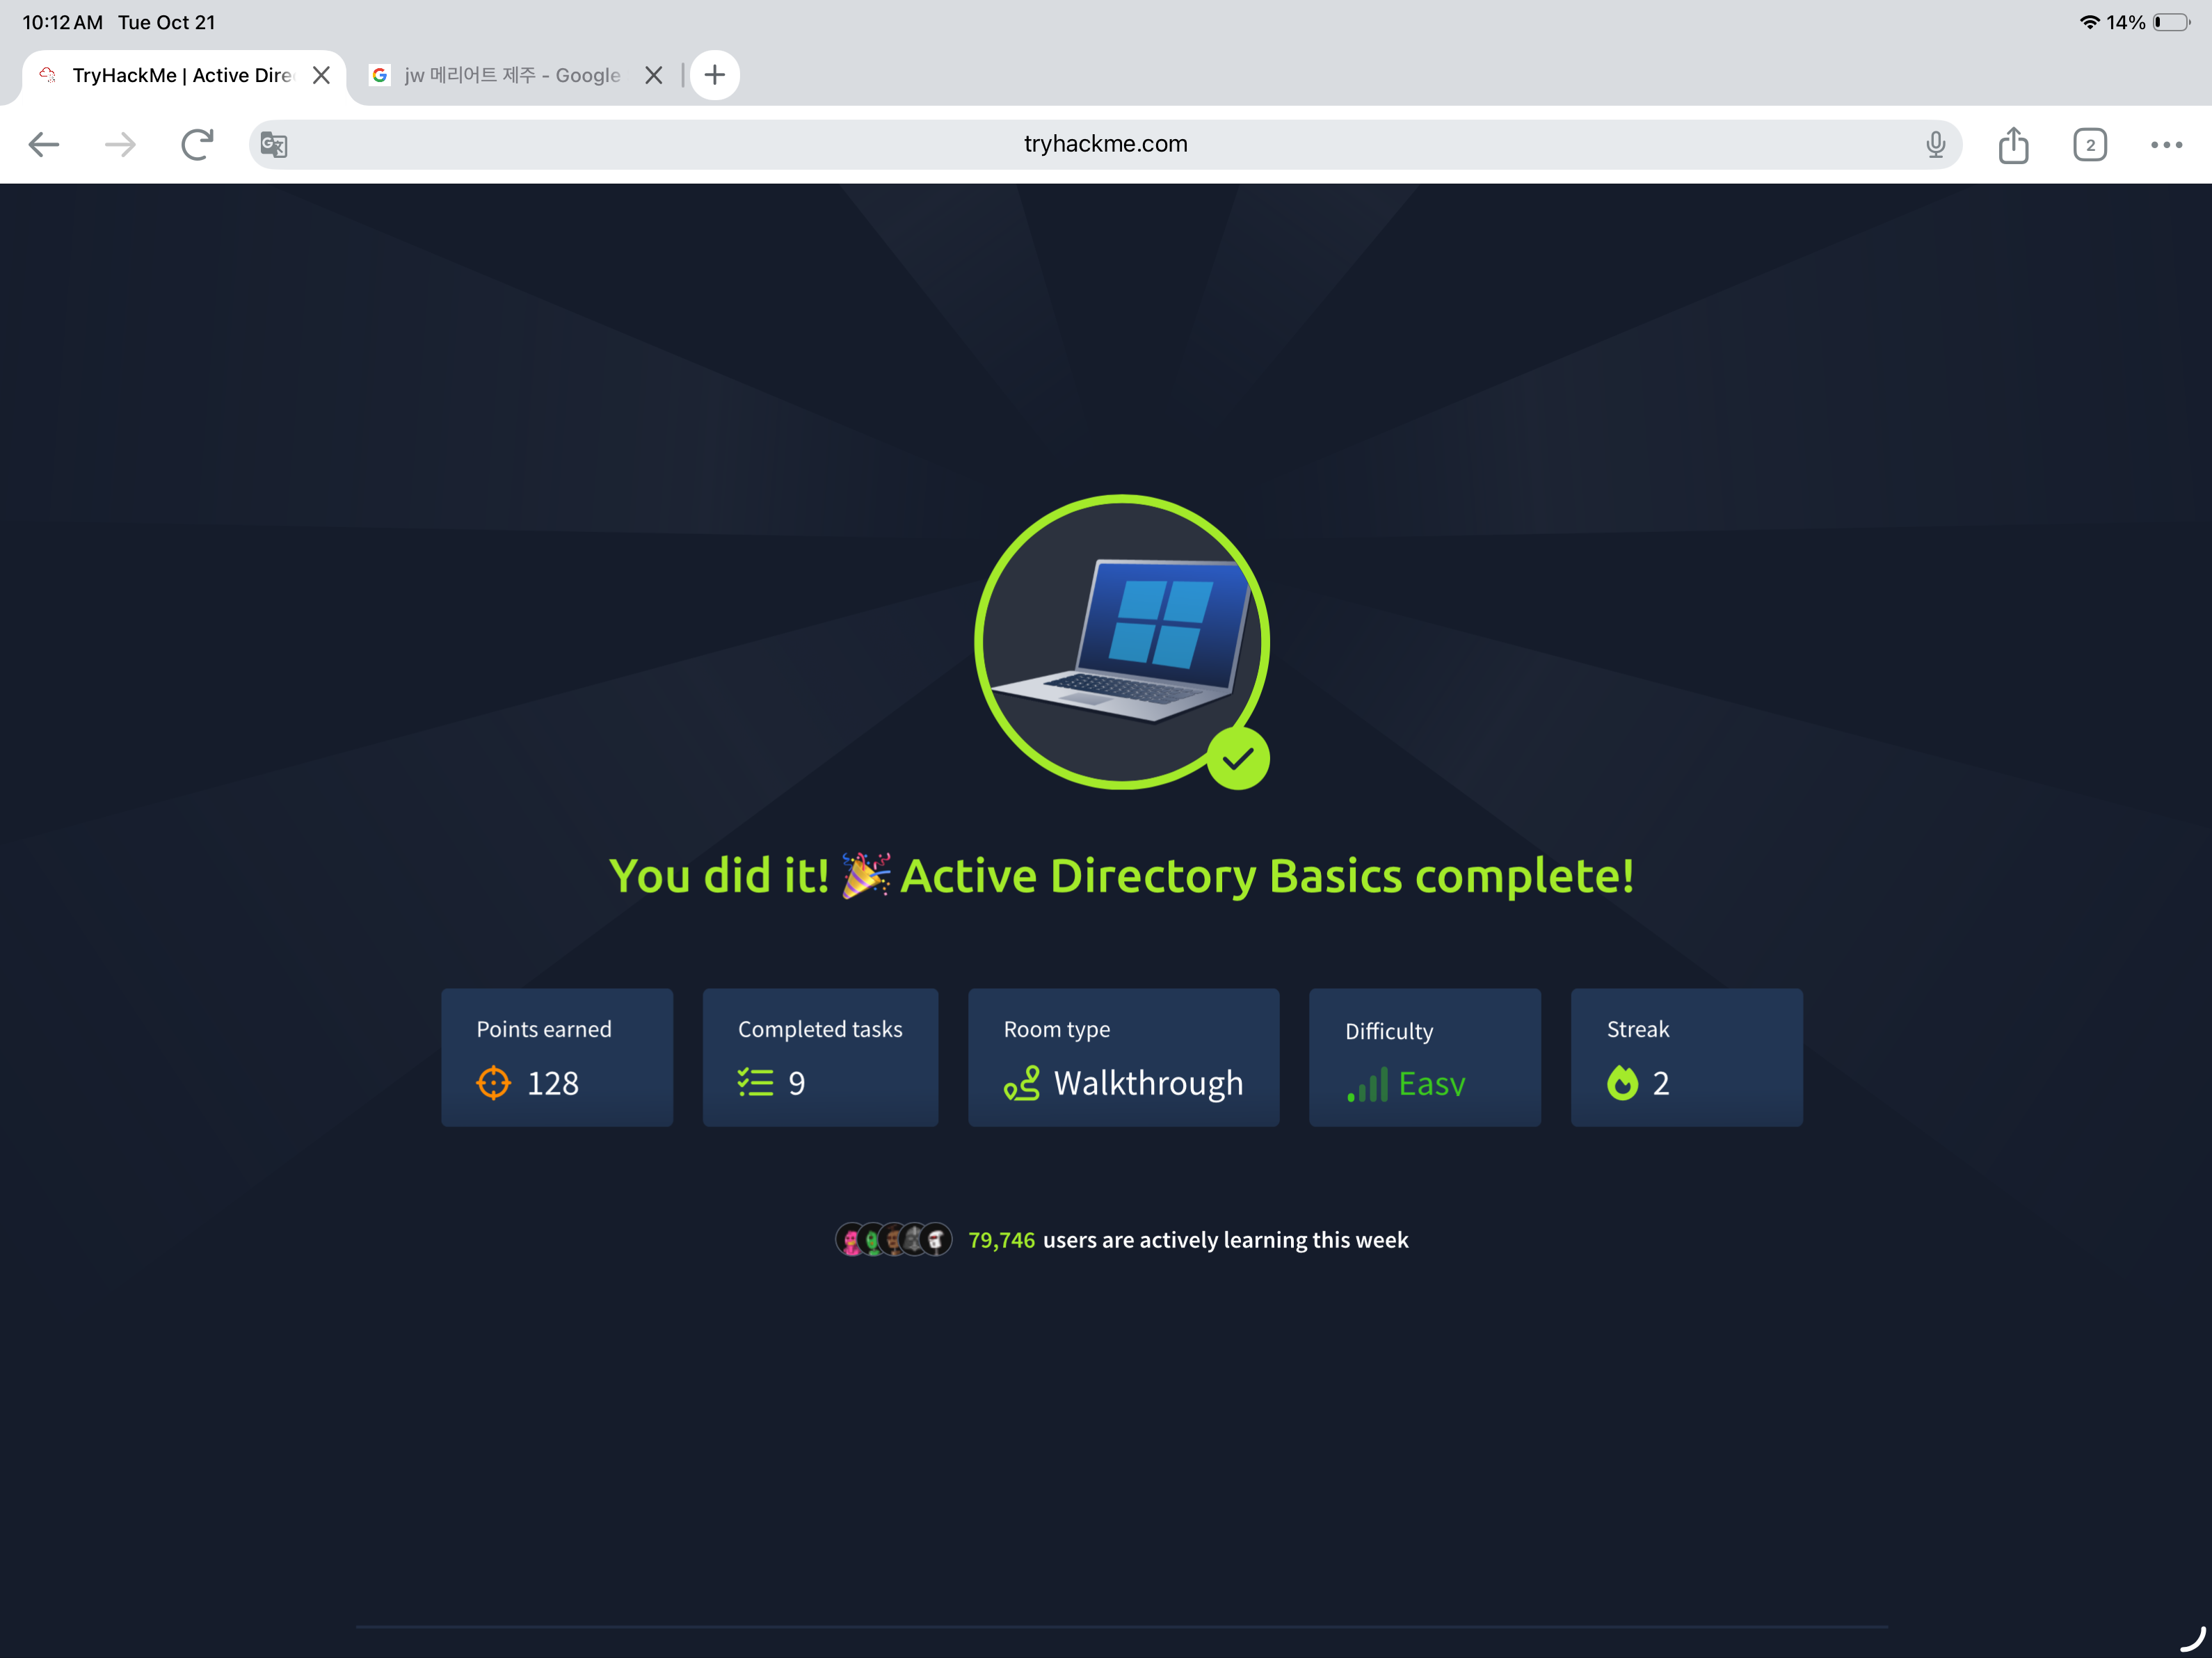 10:12 AM Tue Oct 21
14%
TryHackMe | Active Dire
jw 메리어트 제주 - Google
tryhackme.com
2
You did it! 🎉 Active Directory Basics complete!
Points earned
128
Completed tasks
9
Room type
Walkthrough
Difficulty
Easy
Streak
2
79,746 users are actively learning this week